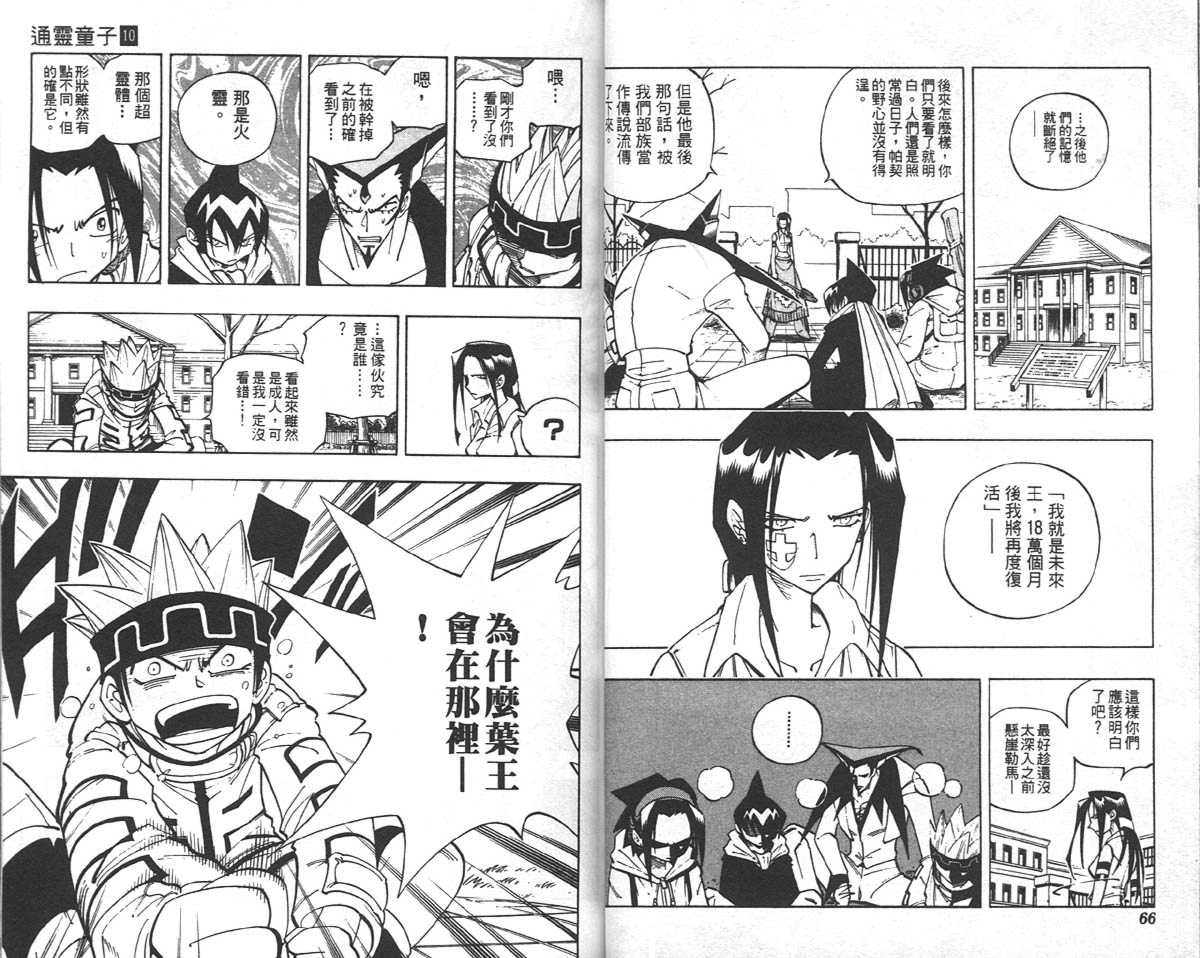 …之後他
們的記憶
就斷絕了
——
後來怎麼樣，你
們只要看了就明
白。人們還是照
常過日子，帕契
的野心並沒有得
逞。
但是他最後
那句話，被
我們部族當
作傳說流傳
了下來。
「我就是未來
王，18萬個月
後我將再度復
活」——
這樣你們
應該明白
了吧？
最好趁還沒
太深入之前
懸崖勒馬—
………
66
通靈童子10
喂，
剛才你們
看到了沒
……？
嗯，
在被幹掉
之前的確
看到了…
那是火
靈。
那個超
靈體…
形狀雖然有
點不同，但
的確是它。
？
…這傢伙究
竟是誰……
？
看起來雖然
是成人，可
是我一定沒
看錯…！
為什麼葉王
會在那裡—
！